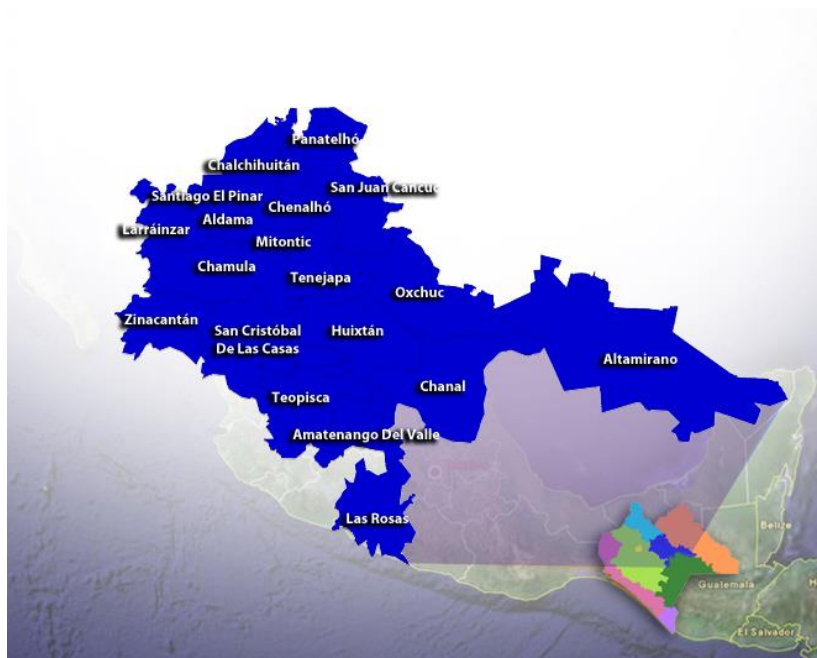 Panatelhó
Chalchihuitán
San Juan Cancuc
Santiago El Pinar
Chenalhó
Aldama
Larráinzar
Mitontic
Chamula
Tenejapa
Oxchuc
Zinacantán
San Cristóbal
De Las Casas
Huixtán
Altamirano
Chanal
Teopisca
Amatenango Del Valle
Las Rosas
Belize
Guatemala
El Salvador